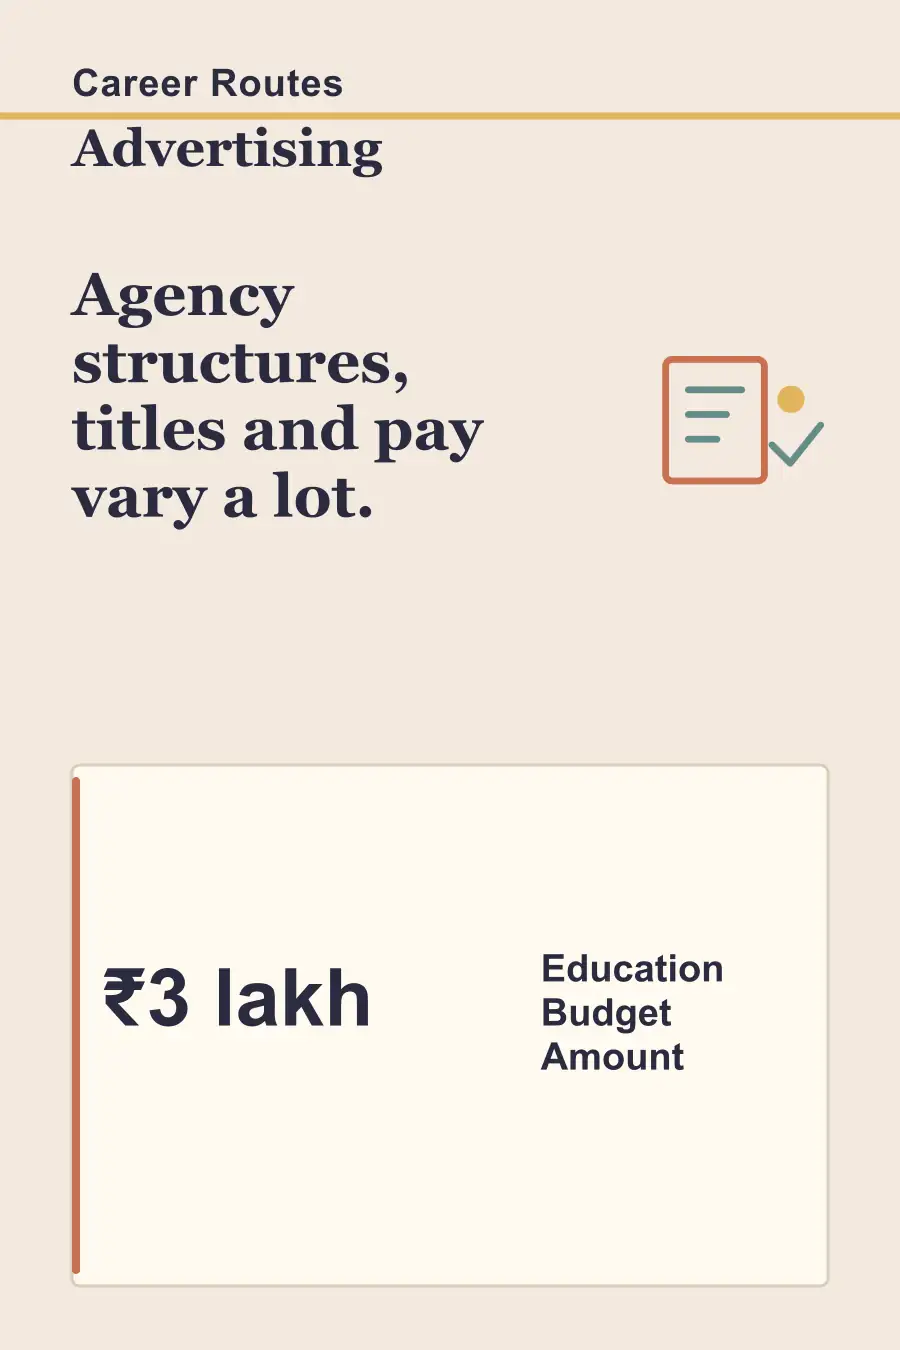 Career Routes
Advertising
Agency
structures,
titles and pay
vary a lot.
₹3 lakh
Education
Budget
Amount